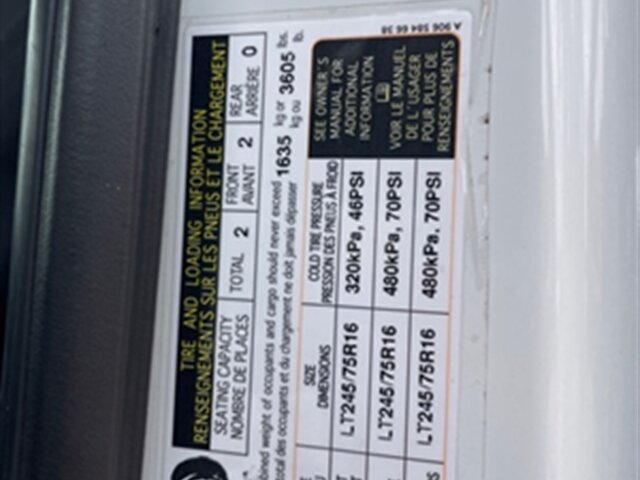 TIRE AND LOADING INFORMATION
RENSEIGNEMENTS SUR LES PNEUS ET LE CHARGEMENT
SEATING CAPACITY
NOMBRE DE PLACES
TOTAL 2
FRONT
AVANT 2
REAR
ARRIÈRE 0
weight of occupants and cargo should never exceed
total des occupants et du chargement ne doit jamais dépasser
1635 kg or 3605 lbs.
kg ou lb.
SIZE
DIMENSIONS
COLD TIRE PRESSURE
PRESSION DES PNEUS À FROID
LT245/75R16 320kPa, 46PSI
LT245/75R16 480kPa, 70PSI
LT245/75R16 480kPa, 70PSI
SEE OWNER'S
MANUAL FOR
ADDITIONAL
INFORMATION
VOIR LE MANUEL
DE L'USAGER
POUR PLUS DE
RENSEIGNEMENTS
A 906 584 66 38